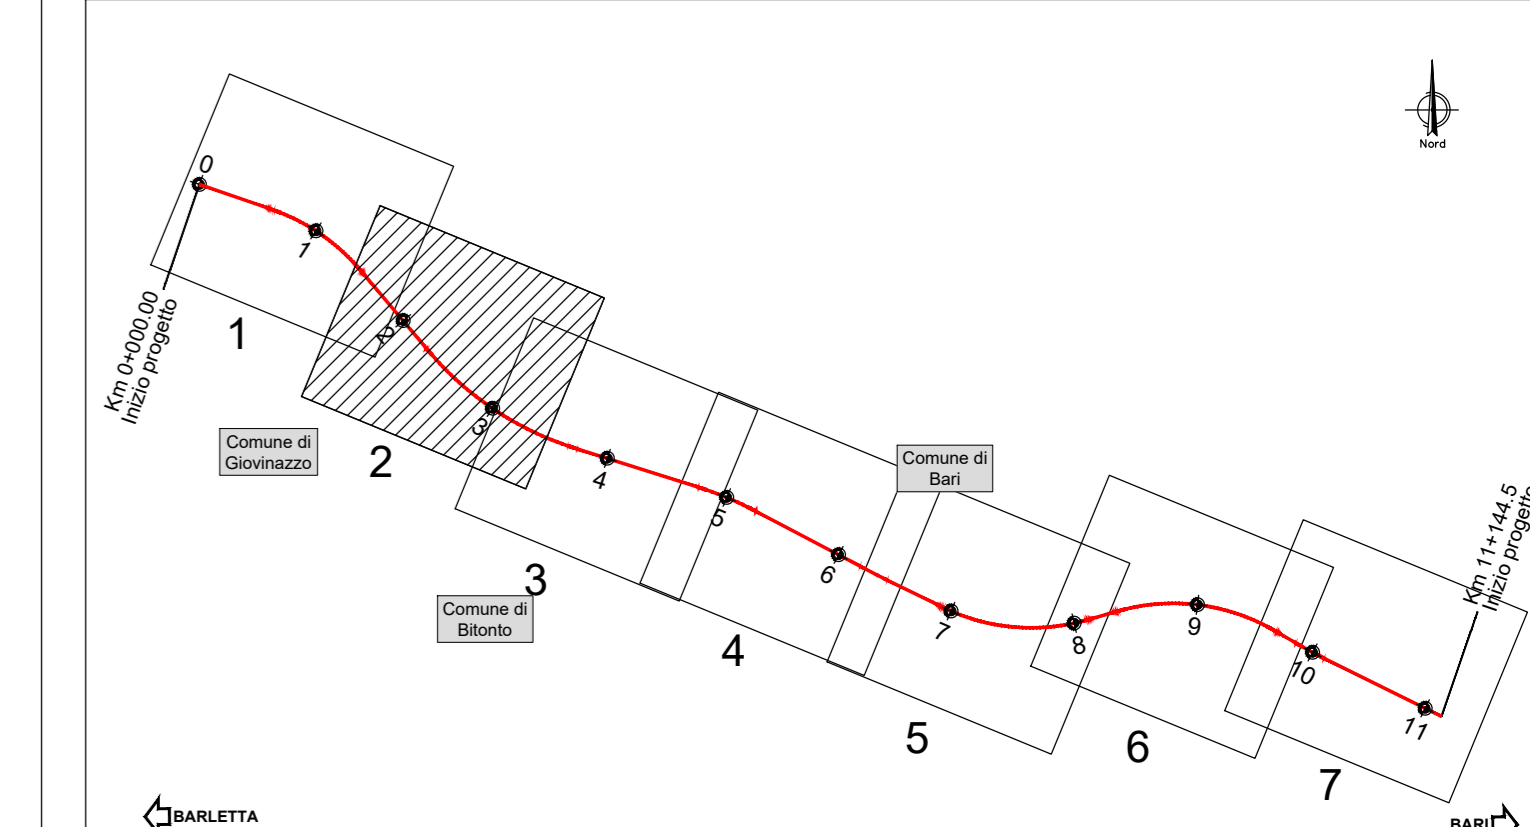 Nord
0
1
Km 0+000.00
Inizio progetto
1
2
3
2
Comune di
Giovinazzo
4
5
3
Comune di
Bitonto
Comune di
Bari
6
4
7
8
5
9
6
10
Km 11+144.5
Inizio progetto
11
7
BARLETTA
BARI